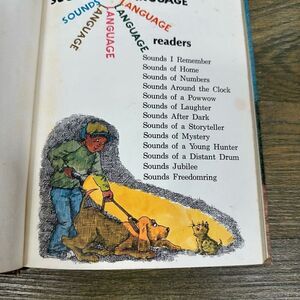 SOUNDS LANGUAGE
LANGUAGE
LANGUAGE
LANGUAGE
readers
Sounds I Remember
Sounds of Home
Sounds of Numbers
Sounds Around the Clock
Sounds of a Powwow
Sounds of Laughter
Sounds After Dark
Sounds of a Storyteller
Sounds of Mystery
Sounds of a Young Hunter
Sounds of a Distant Drum
Sounds Jubilee
Sounds Freedomring